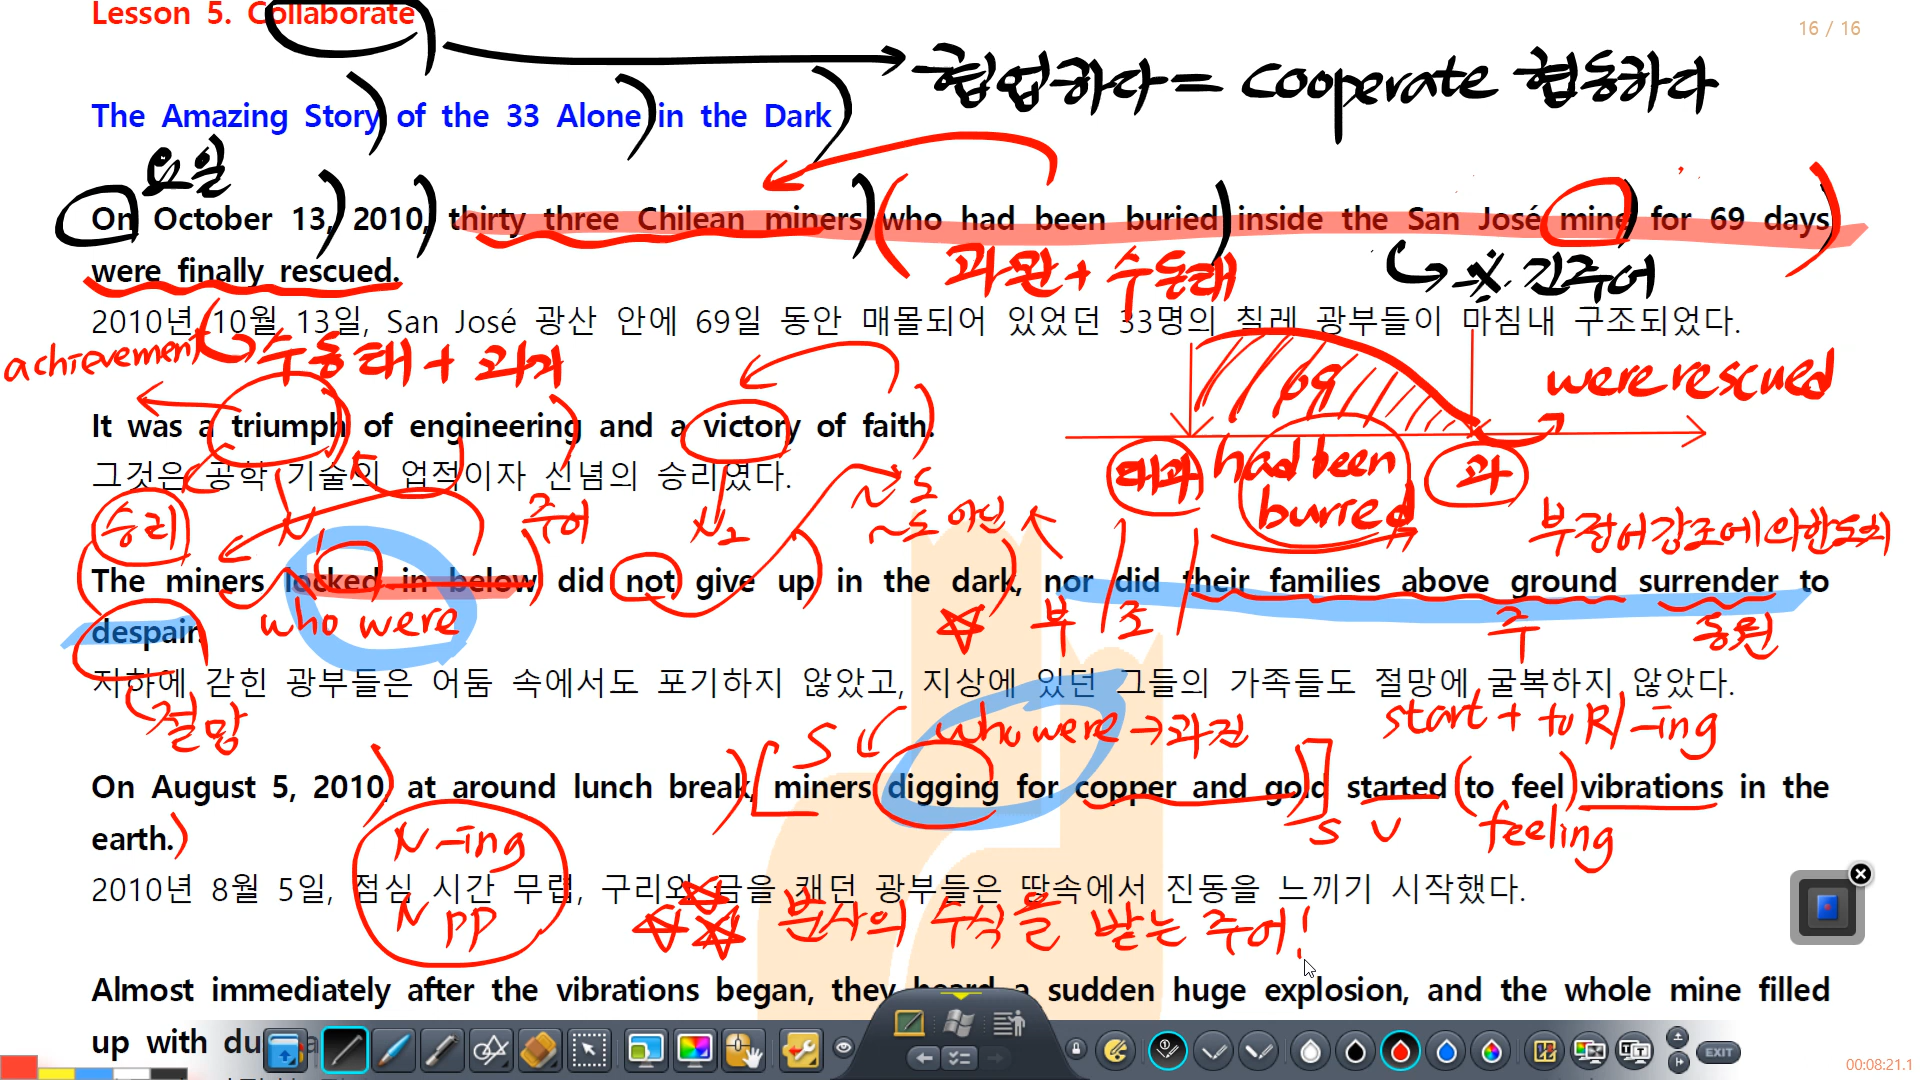 Lesson 5. Collaborate
16 / 16
협업하다 = cooperate 협동하다
The Amazing Story of the 33 Alone in the Dark
요일
On October 13, 2010, thirty three Chilean miners who had been buried inside the San José mine for 69 days
과완 + 수동태
were finally rescued.
2010년 10월 13일, San José 광산 안에 69일 동안 매몰되어 있었던 33명의 칠레 광부들이 마침내 구조되었다.
achievement
수동태 + 과거
69
were rescued
It was a triumph of engineering and a victory of faith.
대과 had been burred 과
그것은 공학 기술의 업적이자 신념의 승리였다.
승리
N
주어
N2
~도
~도 아닌
부정어강조에의한도치
The miners locked in below did not give up in the dark, nor did their families above ground surrender to
who were
부 조 주 동원
despair.
지하에 갇힌 광부들은 어둠 속에서도 포기하지 않았고, 지상에 있던 그들의 가족들도 절망에 굴복하지 않았다.
절망
S
who were → 과진
start + to R/-ing
On August 5, 2010, at around lunch break, miners digging for copper and gold started to feel vibrations in the
S V feeling
earth.
N -ing
2010년 8월 5일, 점심 시간 무렵, 구리와 금을 캐던 광부들은 땅속에서 진동을 느끼기 시작했다.
N pp
분사의 수식을 받는 주어!
Almost immediately after the vibrations began, they heard a sudden huge explosion, and the whole mine filled
up with
EXIT
00:08:21.1